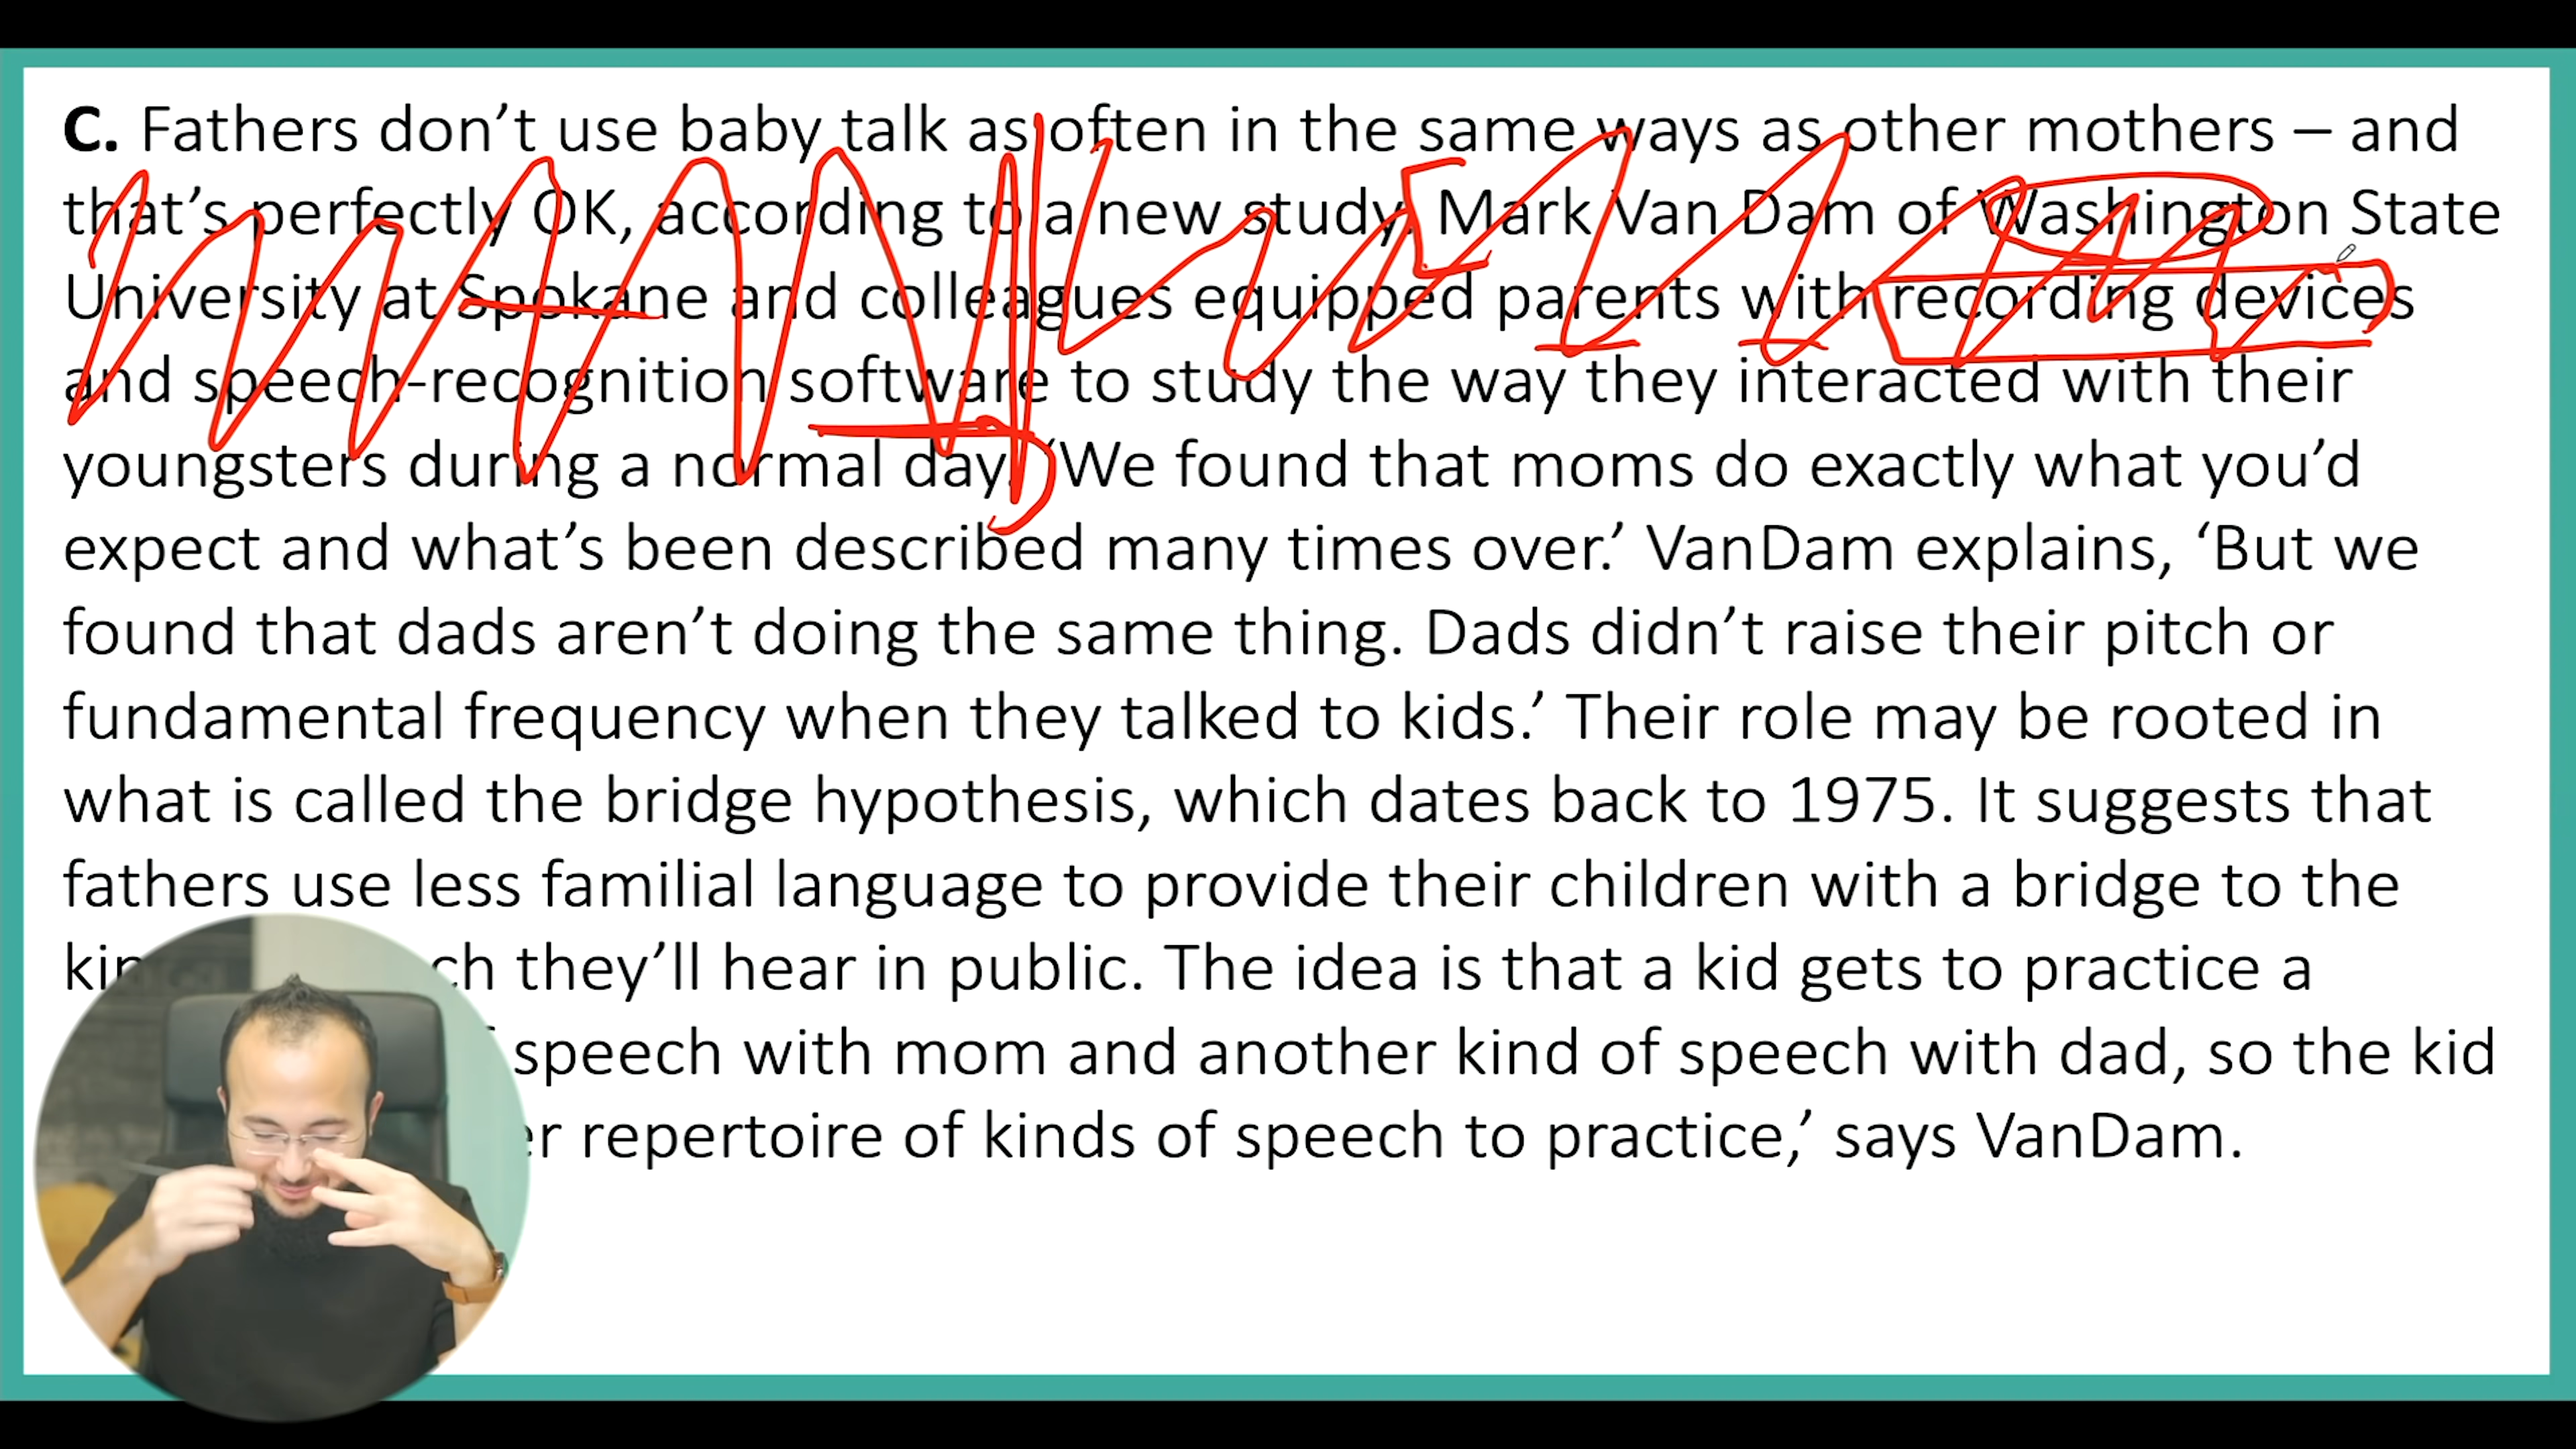 C. Fathers don’t use baby talk as often in the same ways as other mothers – and
that’s perfectly OK, according to a new study. Mark Van Dam of Washington State
University at Spokane and colleagues equipped parents with recording devices
and speech-recognition software to study the way they interacted with their
youngsters during a normal day. ‘We found that moms do exactly what you’d
expect and what’s been described many times over.’ VanDam explains, ‘But we
found that dads aren’t doing the same thing. Dads didn’t raise their pitch or
fundamental frequency when they talked to kids.’ Their role may be rooted in
what is called the bridge hypothesis, which dates back to 1975. It suggests that
fathers use less familial language to provide their children with a bridge to the
they’ll hear in public. The idea is that a kid gets to practice a
speech with mom and another kind of speech with dad, so the kid
repertoire of kinds of speech to practice,’ says VanDam.